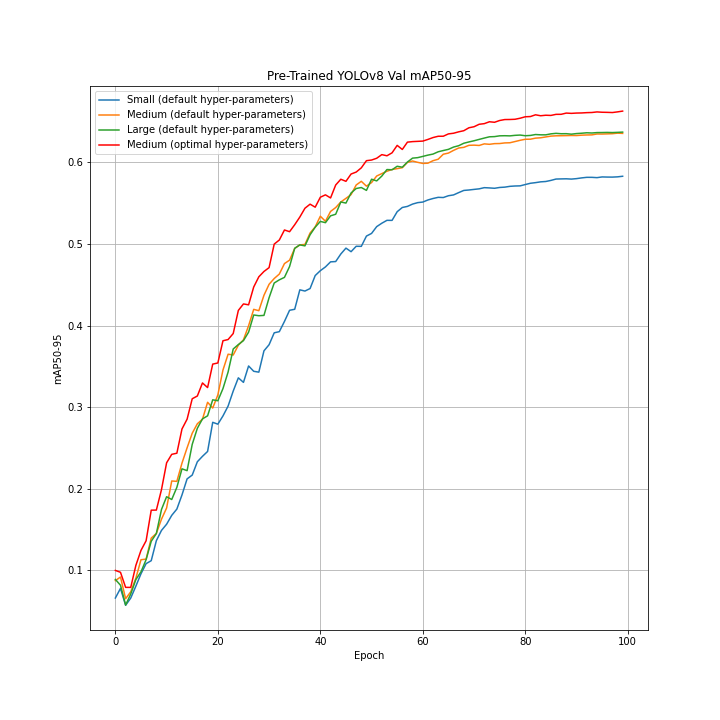 Pre-Trained YOLOv8 Val mAP50-95
Small (default hyper-parameters)
Medium (default hyper-parameters)
Large (default hyper-parameters)
Medium (optimal hyper-parameters)
mAP50-95
0.6
0.5
0.4
0.3
0.2
0.1
0 20 40 60 80 100
Epoch